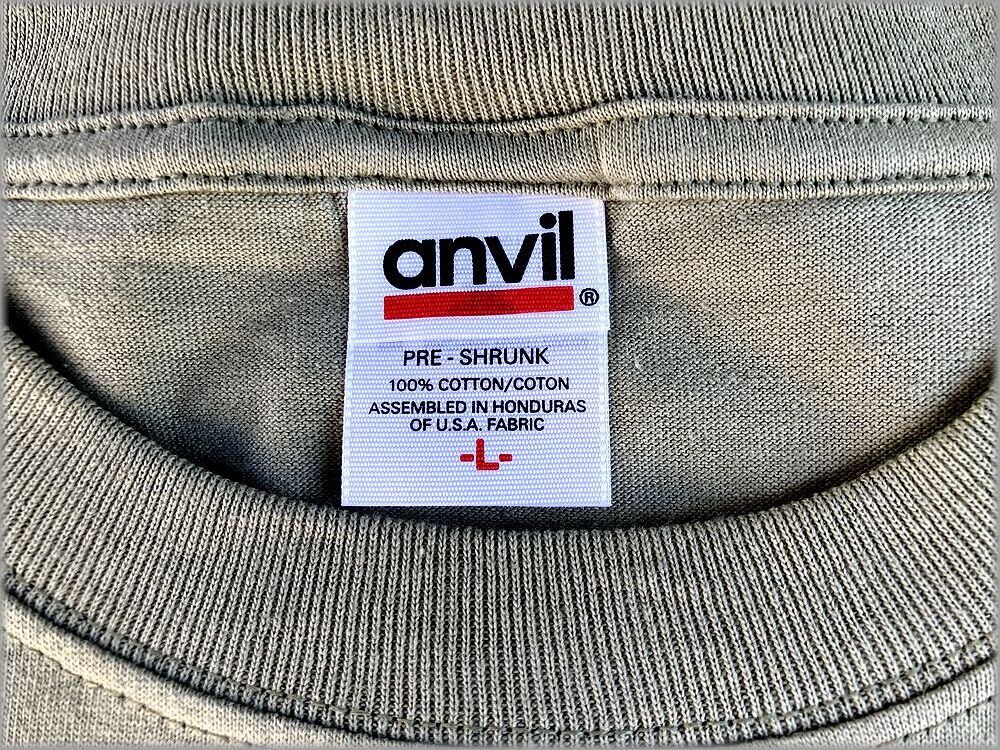 anvil®
PRE - SHRUNK
100% COTTON/COTON
ASSEMBLED IN HONDURAS
OF U.S.A. FABRIC
-L-